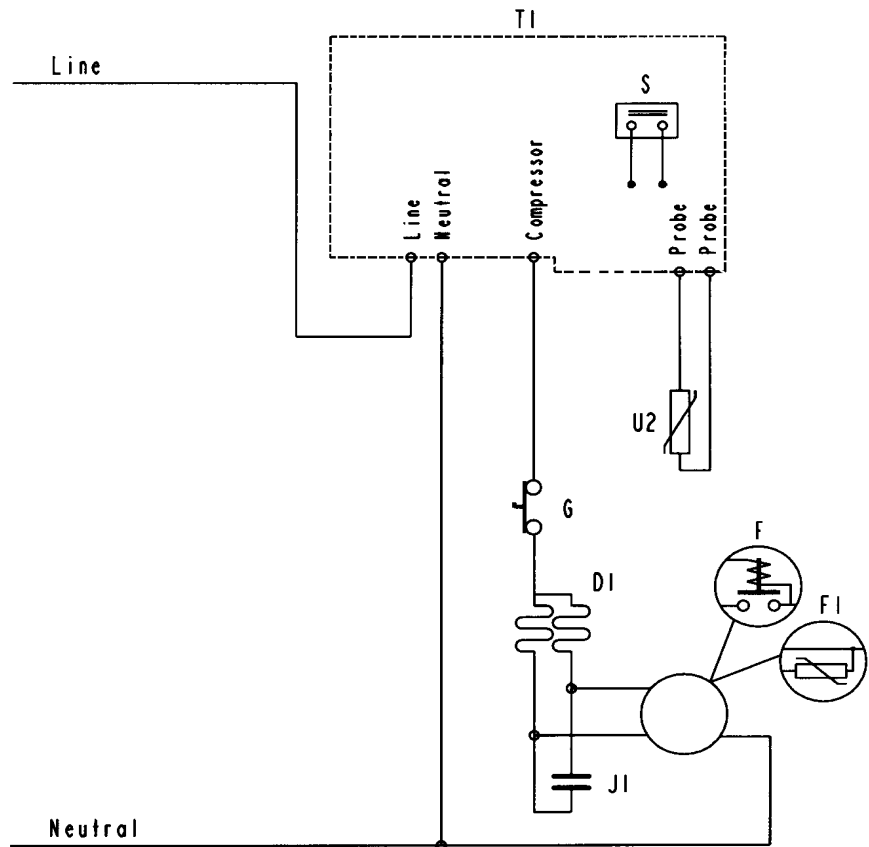 T1
Line
S
Line
Neutral
Compressor
Probe
Probe
U2
G
F
D1
F1
J1
Neutral